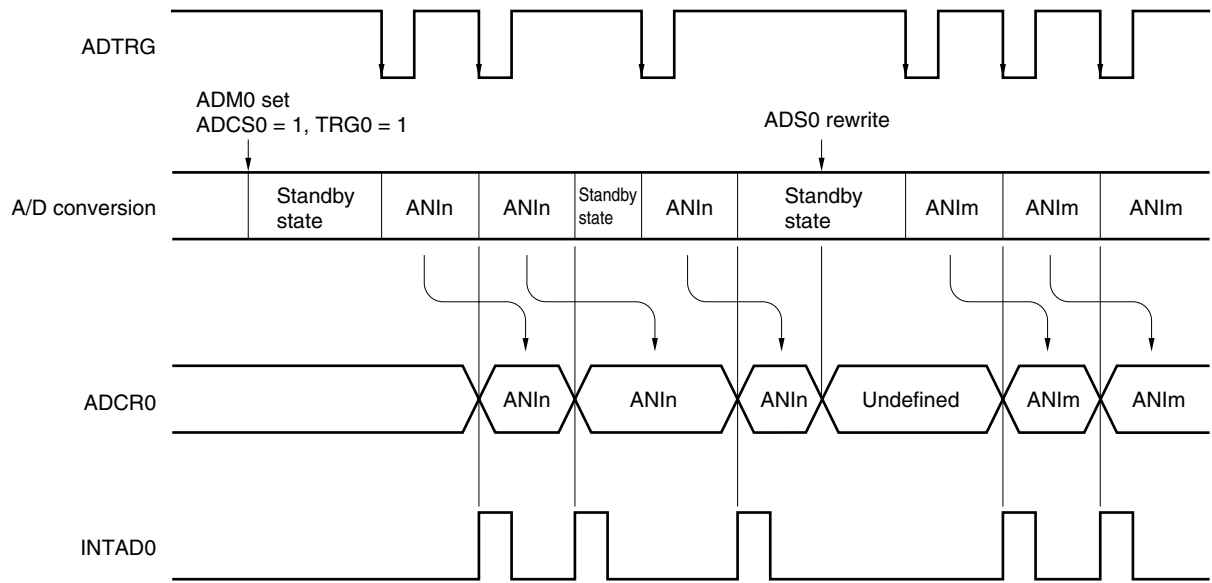 ADTRG
ADM0 set
ADCS0 = 1, TRG0 = 1
ADS0 rewrite
A/D conversion
Standby
state
ANIn
ANIn
Standby
state
ANIn
Standby
state
ANIm
ANIm
ANIm
ADCR0
ANIn
ANIn
ANIn
Undefined
ANIm
ANIm
INTAD0